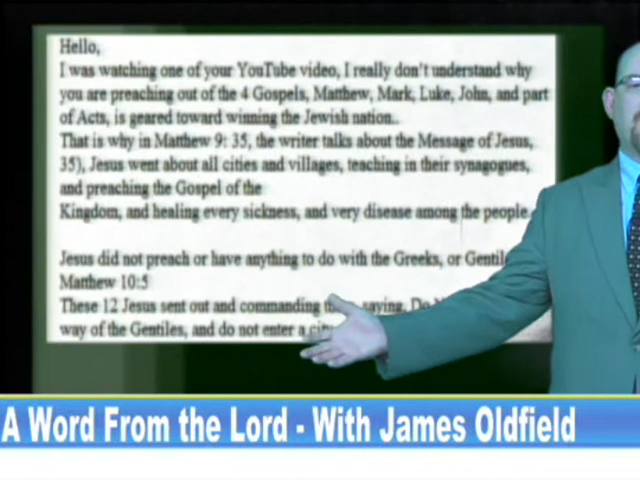 Hello,
I was watching one of your YouTube video, I really don't understand why
you are preaching out of the 4 Gospels, Matthew, Mark, Luke, John, and part
of Acts, is geared toward winning the Jewish nation..
That is why in Matthew 9: 35, the writer talks about the Message of Jesus,
35), Jesus went about all cities and villages, teaching in their synagogues,
and preaching the Gospel of the
Kingdom, and healing every sickness, and very disease among the people.
Jesus did not preach or have anything to do with the Greeks, or Gentil
Matthew 10:5
These 12 Jesus sent out and commanding saying, Do
way of the Gentiles, and do not enter a
A Word From the Lord - With James Oldfield